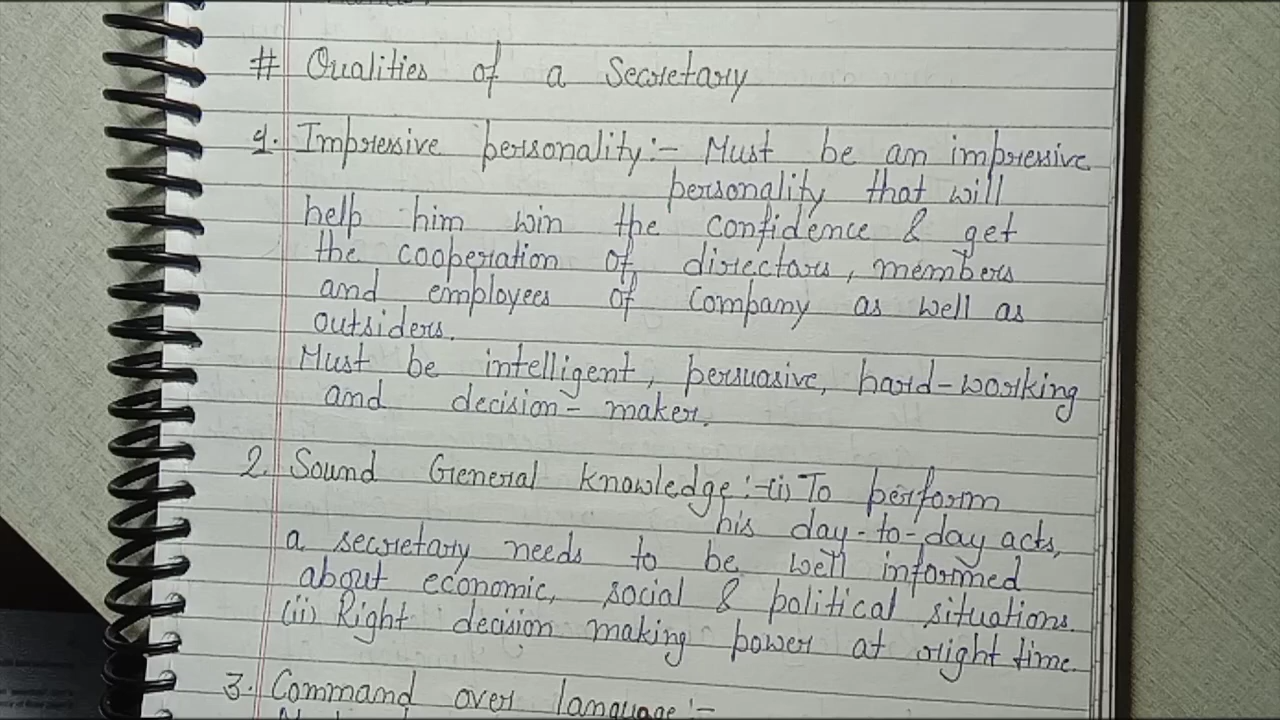 # Qualities of a Secretary
1. Impressive personality:- Must be an impressive
personality that will
help him win the confidence & get
the cooperation of directors, members
and employees of company as well as
outsiders.
Must be intelligent, persuasive, hard-working
and decision-maker.
2. Sound General knowledge:-(i) To perform
his day-to-day acts,
a secretary needs to be well informed
about economic, social & political situations.
(ii) Right decision making power at right time.
3. Command over language:-